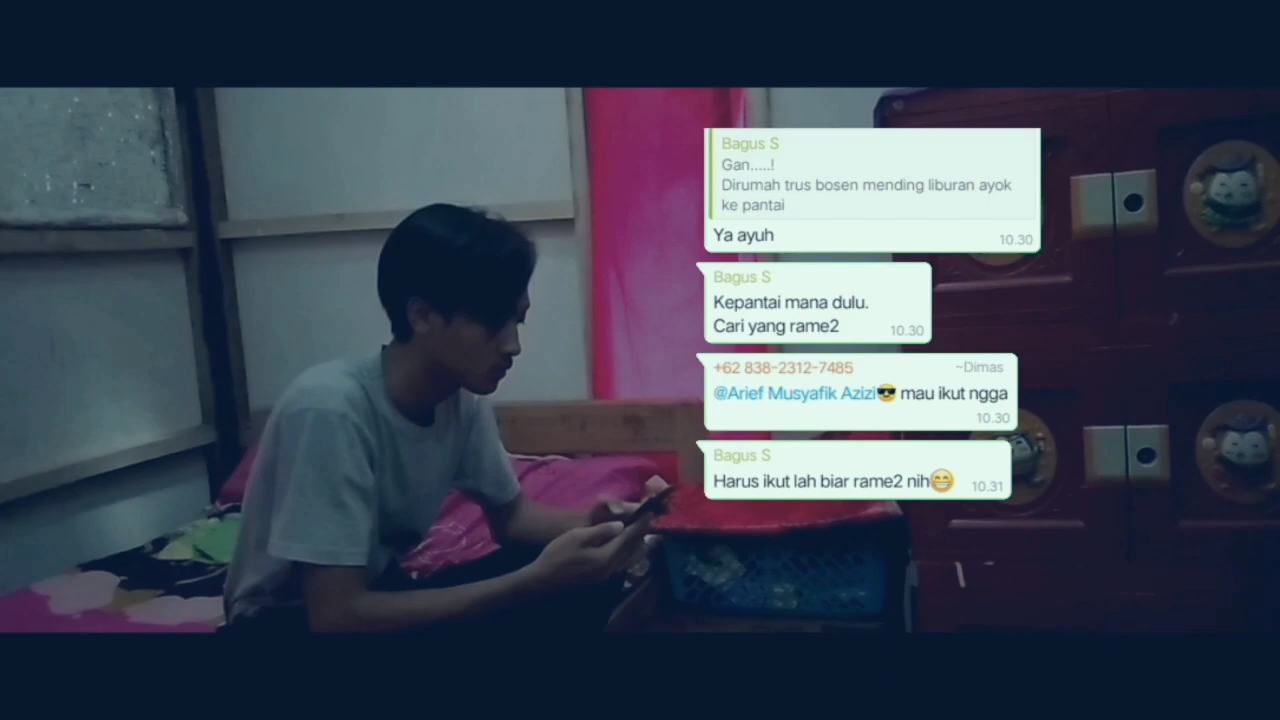 Bagus S
Gan.....!
Dirumah trus bosen mending liburan ayok
ke pantai
Ya ayuh
10.30
Bagus S
Kepantai mana dulu.
Cari yang rame2
10.30
+62 838-2312-7485 ~Dimas
@Arief Musyafik Azizi😎 mau ikut ngga
10.30
Bagus S
Harus ikut lah biar rame2 nih😁 10.31